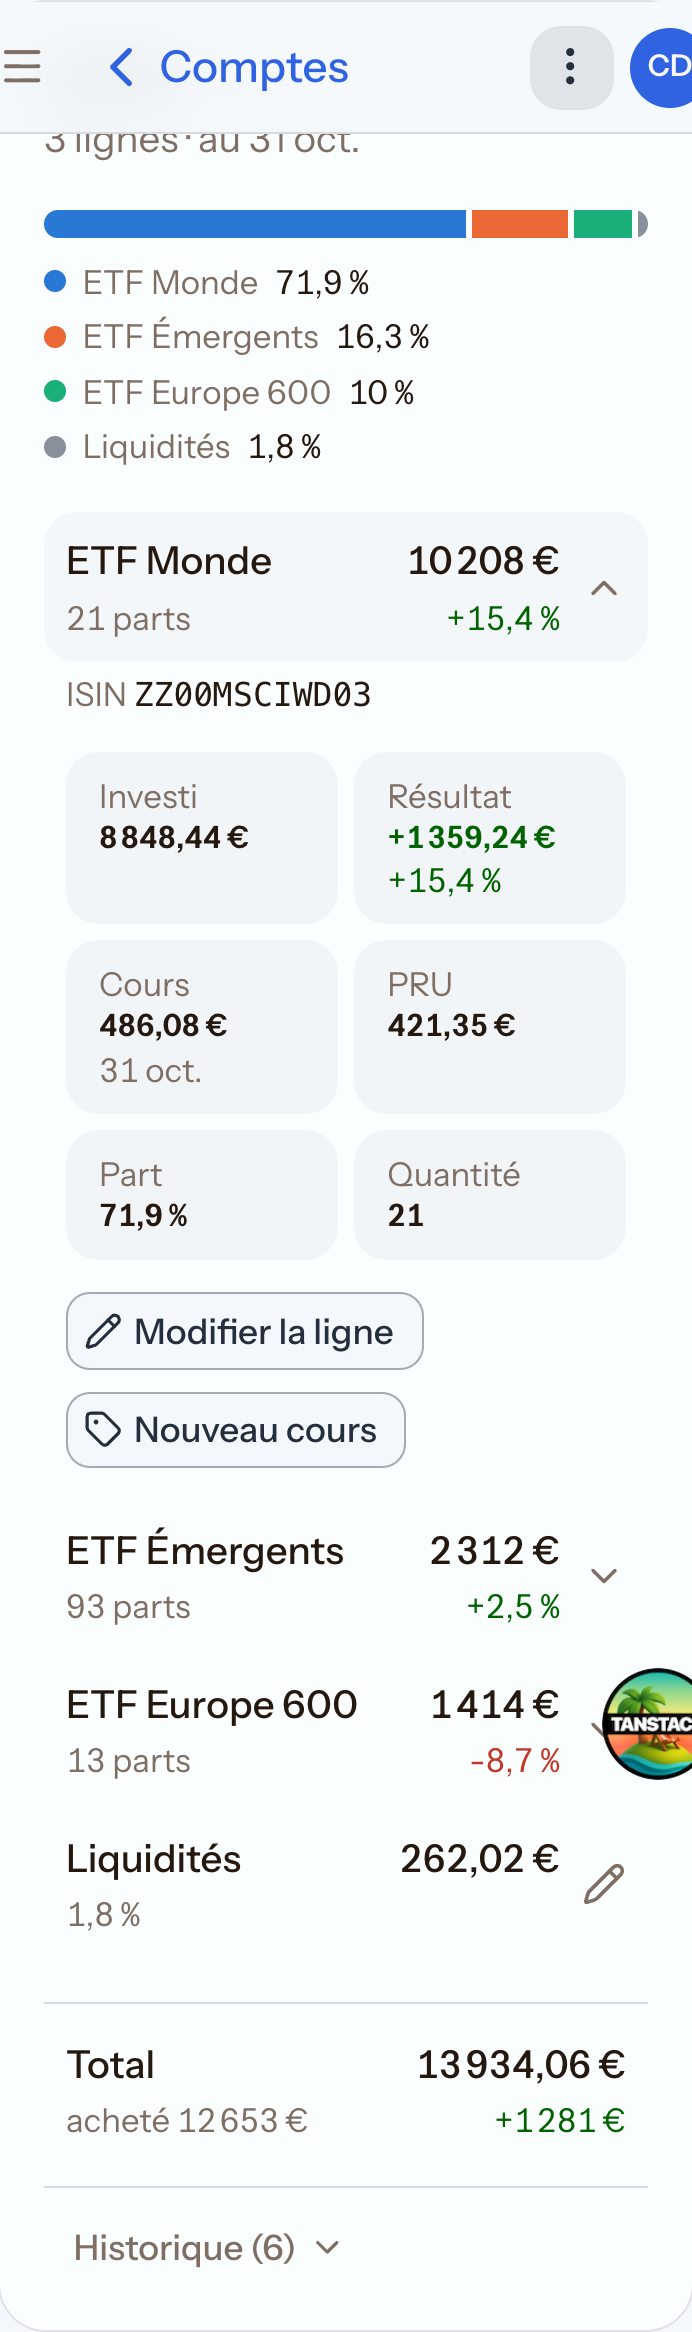 Comptes
CD
3 lignes · au 31 oct.
ETF Monde 71,9 %
ETF Émergents 16,3 %
ETF Europe 600 10 %
Liquidités 1,8 %
ETF Monde 10 208 €
21 parts +15,4 %
ISIN ZZ00MSCIWD03
Investi Résultat
8 848,44 € +1 359,24 €
+15,4 %
Cours PRU
486,08 € 421,35 €
31 oct.
Part Quantité
71,9 % 21
Modifier la ligne
Nouveau cours
ETF Émergents 2 312 €
93 parts +2,5 %
ETF Europe 600 1 414 €
TANSTAC
13 parts -8,7 %
Liquidités 262,02 €
1,8 %
Total 13 934,06 €
acheté 12 653 € +1 281 €
Historique (6)